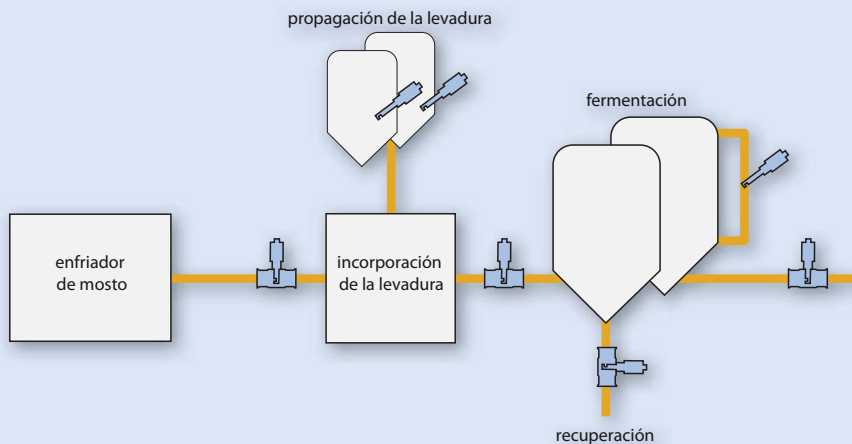 propagación de la levadura
fermentación
enfriador
de mosto
incorporación
de la levadura
recuperación